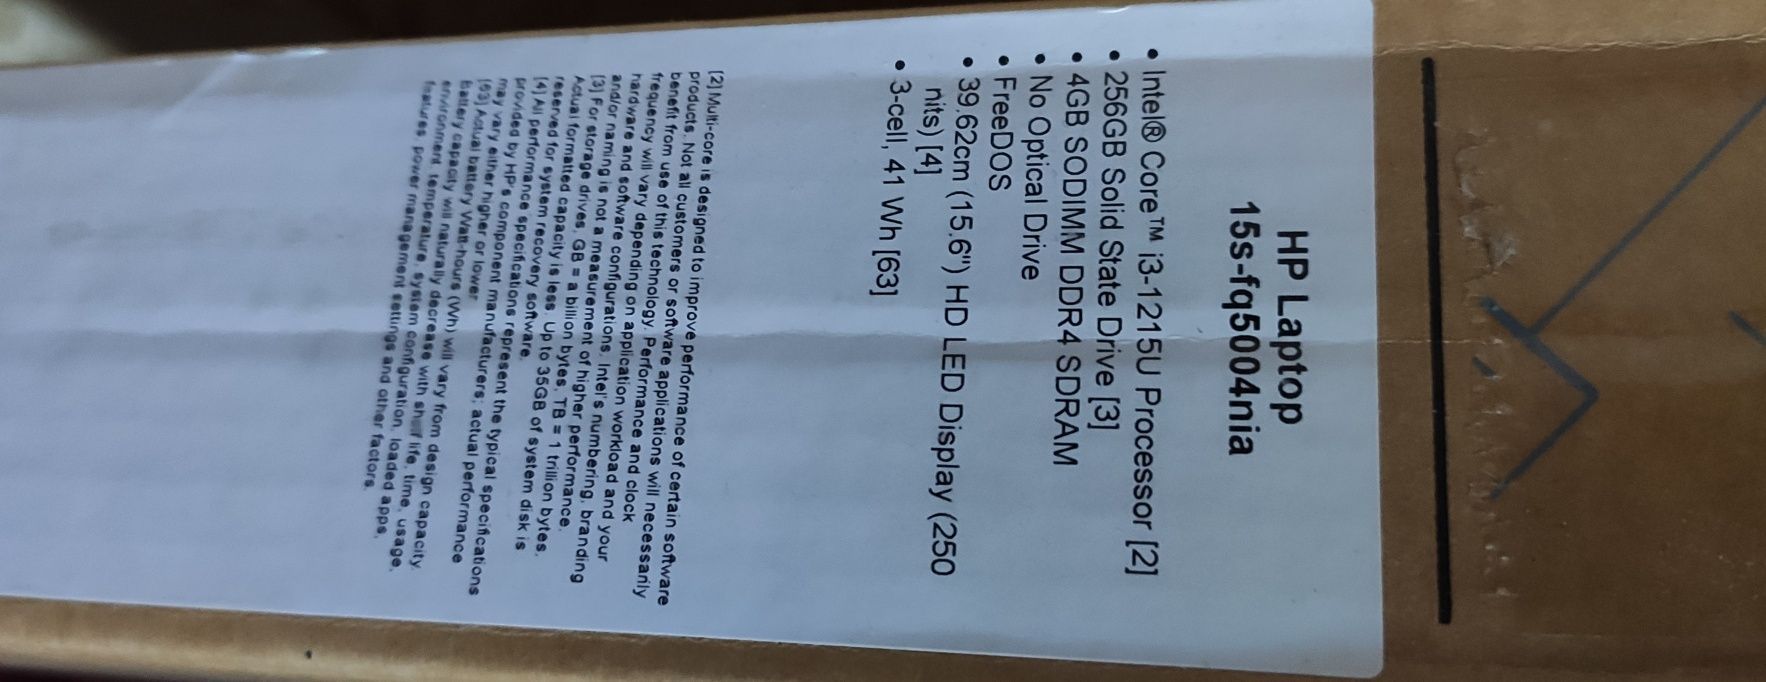 HP Laptop
15s-fq5004nia
• Intel® Core™ i3-1215U Processor [2]
• 256GB Solid State Drive [3]
• 4GB SODIMM DDR4 SDRAM
• No Optical Drive
• FreeDOS
• 39.62cm (15.6") HD LED Display (250
nits) [4]
• 3-cell, 41 Wh [63]
[2] Multi-core is designed to improve performance of certain software
products. Not all customers or software applications will necessarily
benefit from use of this technology. Performance and clock
frequency will vary depending on application workload and your
hardware and software configurations. Intel's numbering, branding
and/or naming is not a measurement of higher performance.
[3] For storage drives, GB = a billion bytes, TB = 1 trillion bytes.
Actual formatted capacity is less. Up to 35GB of system disk is
reserved for system recovery software.
[4] All performance specifications represent the typical specifications
provided by HP's component manufacturers; actual performance
may vary either higher or lower
[63] Actual battery Watt-hours (Wh) will vary from design capacity.
Battery capacity will naturally decrease with shelf life, time, usage,
environment, temperature, system configuration, loaded apps,
features, power management settings and other factors.